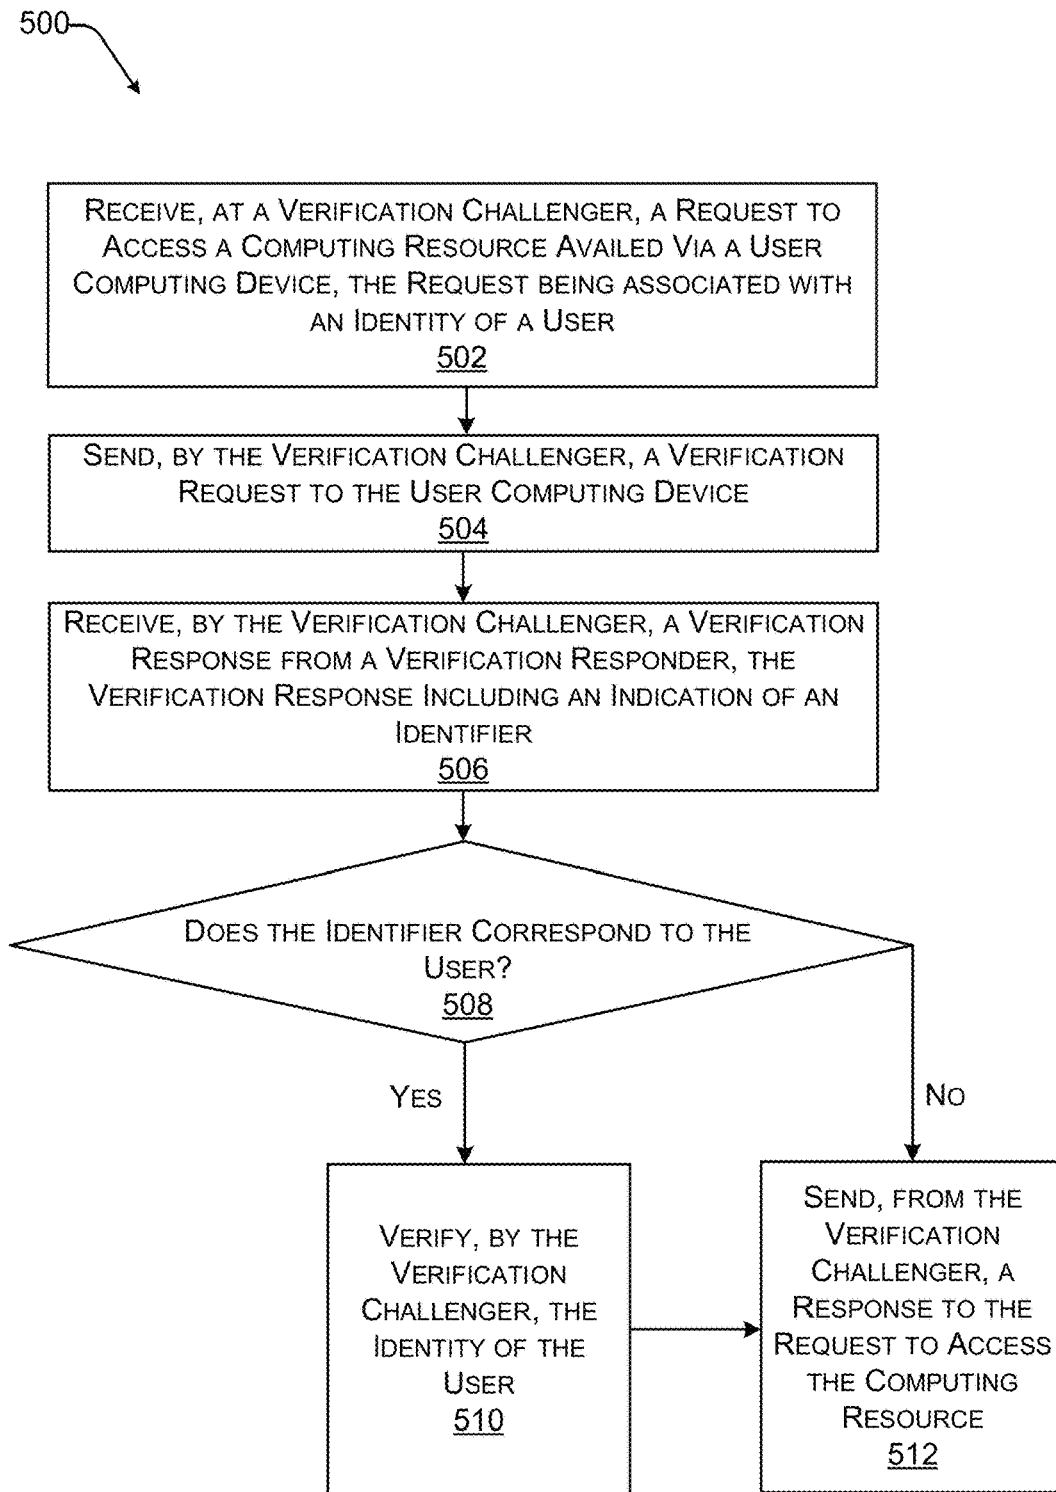 500
Receive, at a Verification Challenger, a Request to
Access a Computing Resource Availed Via a User
Computing Device, the Request being associated with
an Identity of a User
502
Send, by the Verification Challenger, a Verification
Request to the User Computing Device
504
Receive, by the Verification Challenger, a Verification
Response from a Verification Responder, the
Verification Response Including an Indication of an
Identifier
506
Does the Identifier Correspond to the
User?
508
Yes
No
Verify, by the
Verification
Challenger, the
Identity of the
User
510
Send, from the
Verification
Challenger, a
Response to the
Request to Access
the Computing
Resource
512